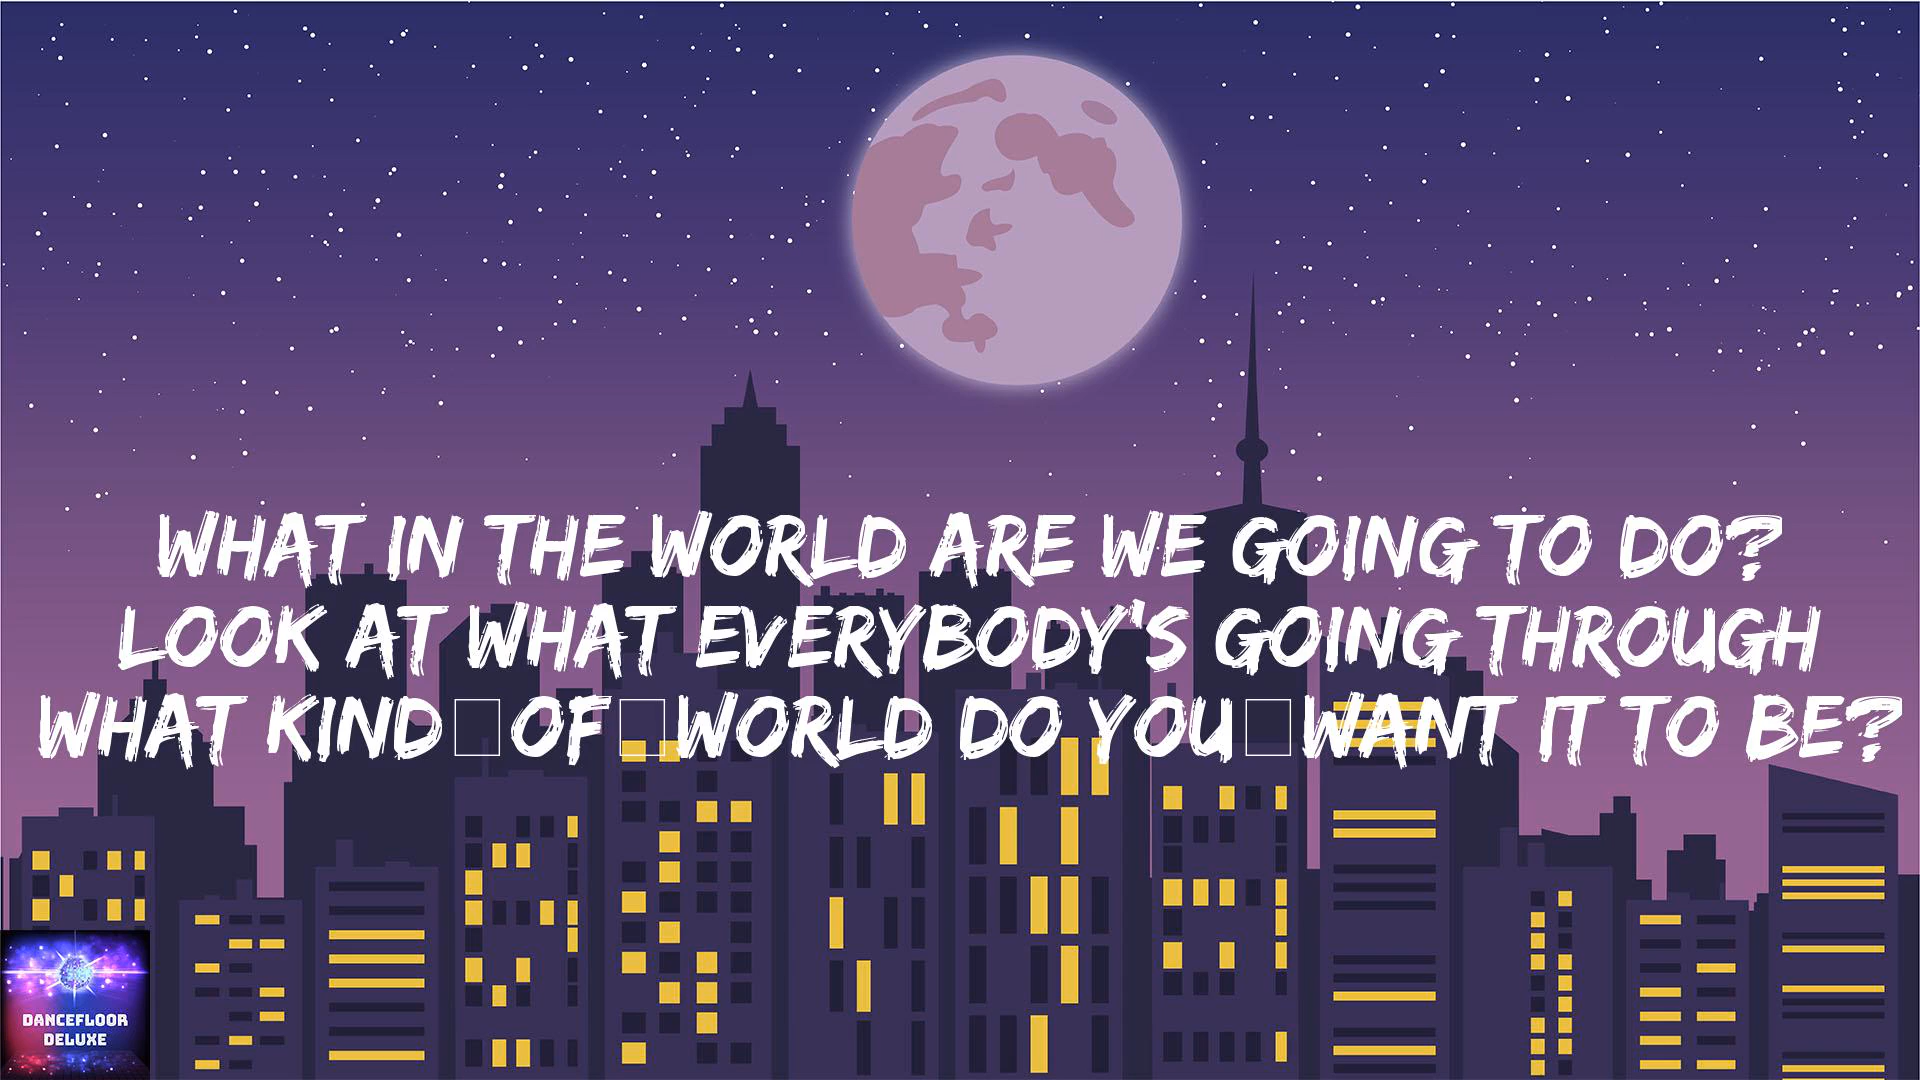 WHAT IN THE WORLD ARE WE GOING TO DO?
LOOK AT WHAT EVERYBODY'S GOING THROUGH
WHAT KIND□OF□WORLD DO YOU□WANT IT TO BE?
DANCEFLOOR
DELUXE